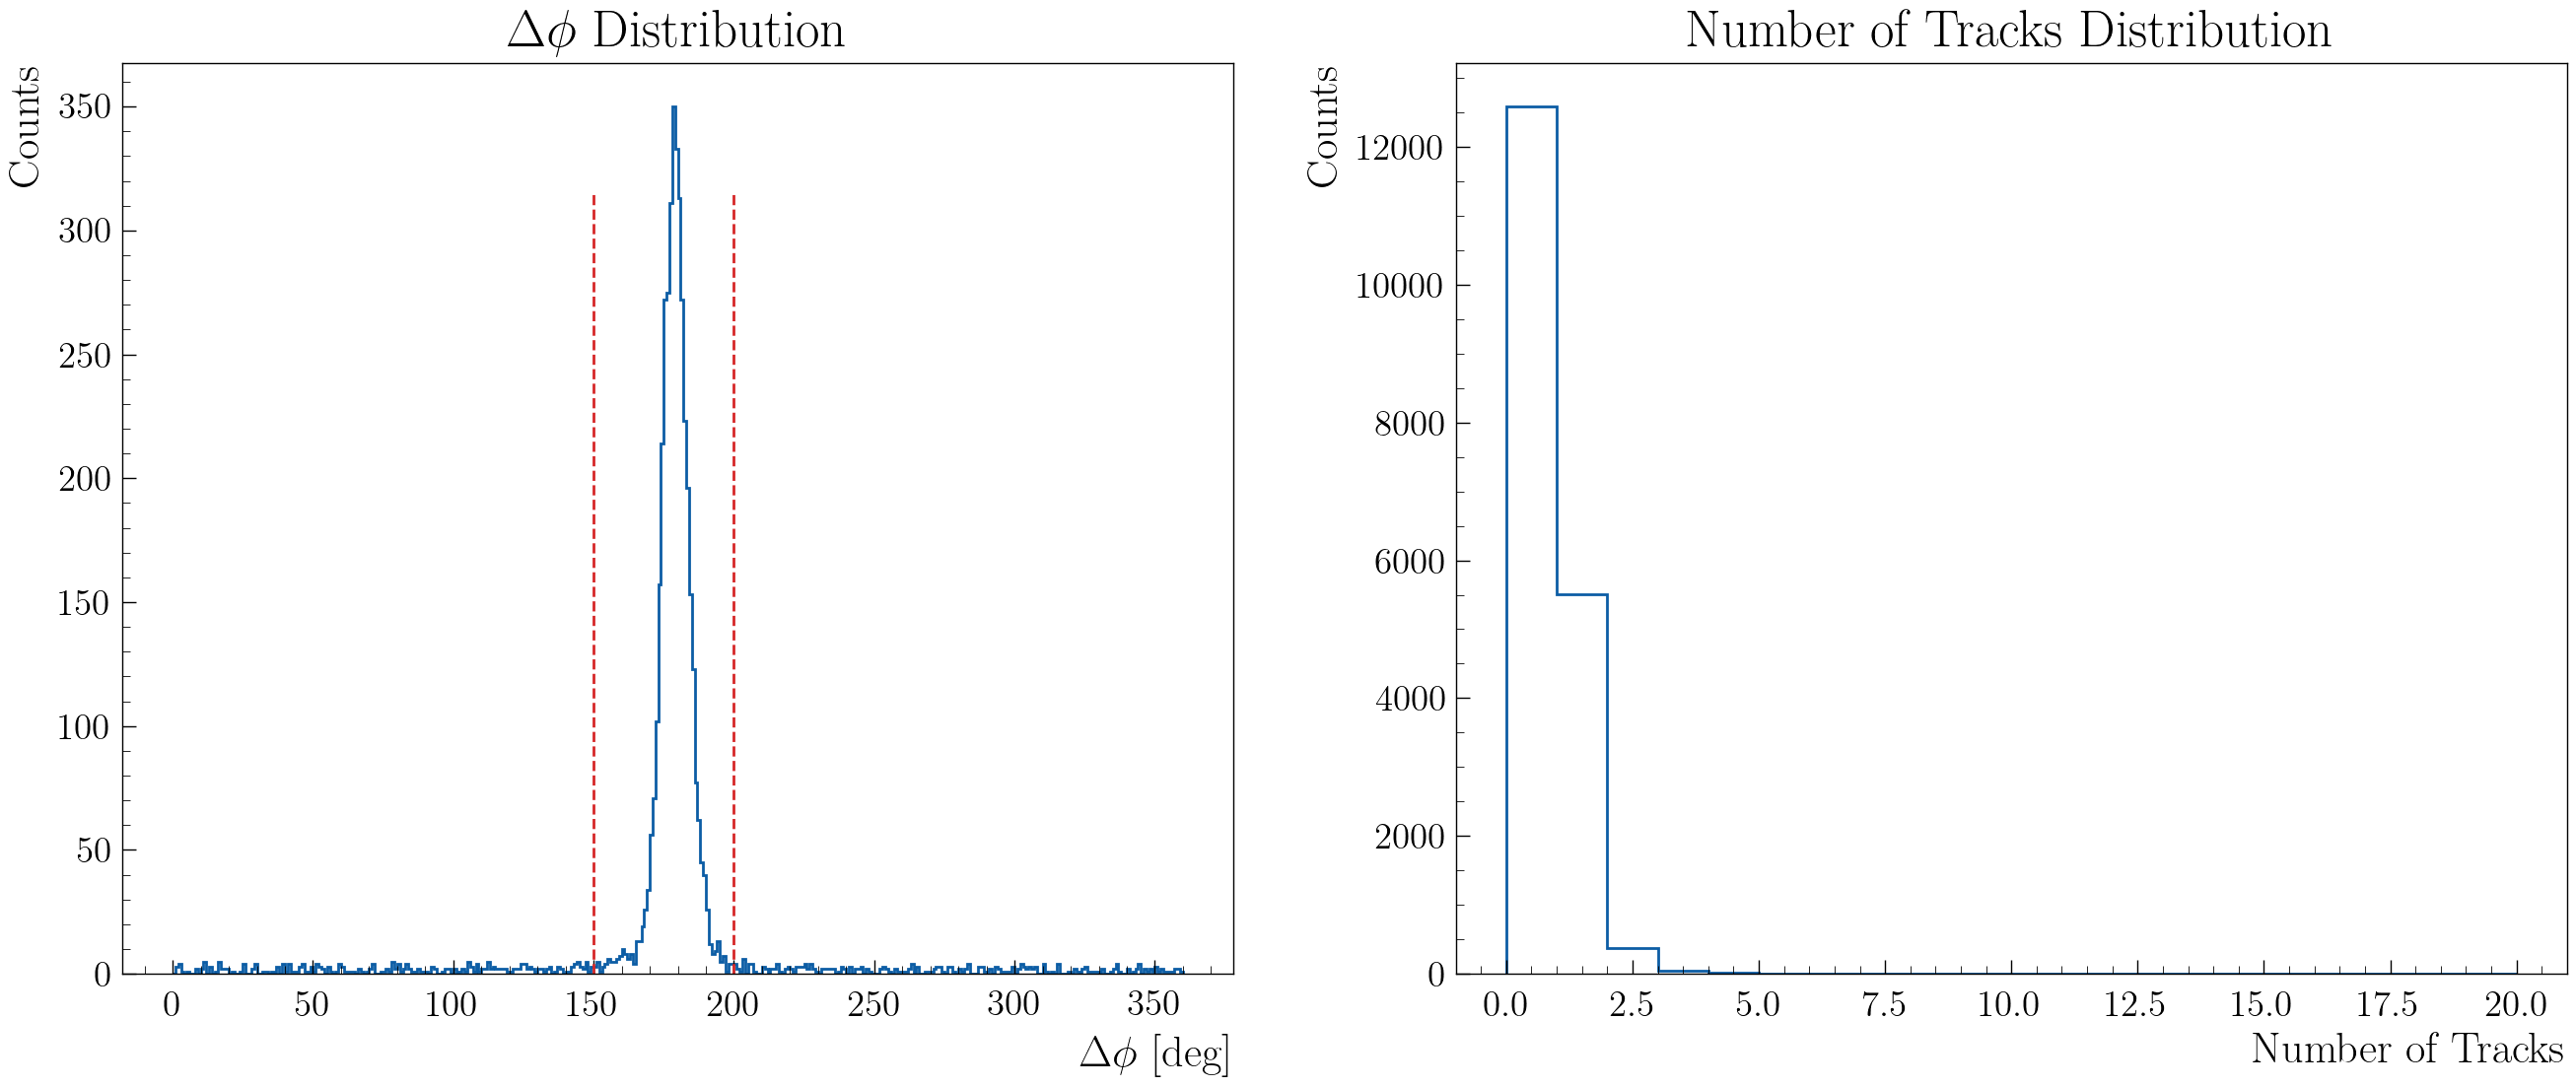 Δϕ Distribution
Counts
350
300
250
200
150
100
50
0
0 50 100 150 200 250 300 350
Δϕ [deg]
Number of Tracks Distribution
Counts
12000
10000
8000
6000
4000
2000
0
0.0 2.5 5.0 7.5 10.0 12.5 15.0 17.5 20.0
Number of Tracks